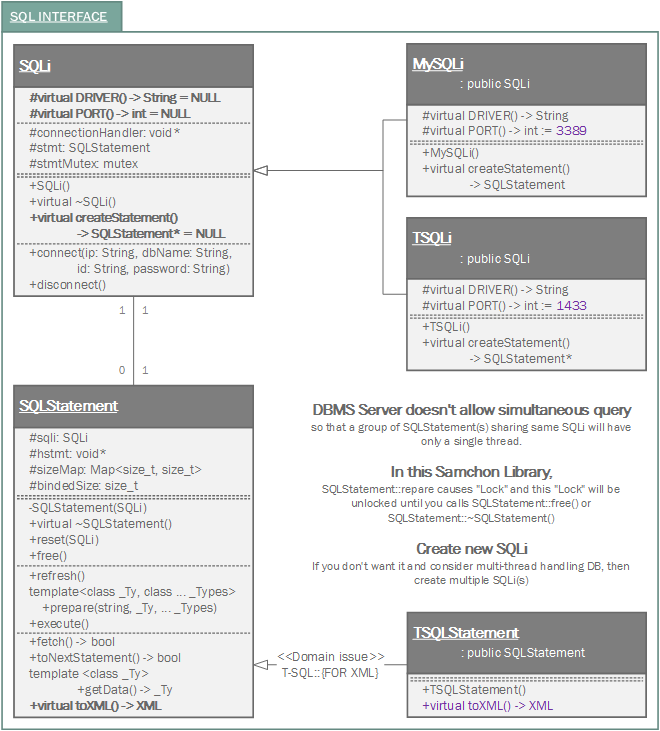 SQL INTERFACE
SQLi
#virtual DRIVER() -> String = NULL
#virtual PORT() -> int = NULL
#connectionHandler: void*
#stmt: SQLStatement
#stmtMutex: mutex
+SQLi()
+virtual ~SQLi()
+virtual createStatement()
-> SQLStatement* = NULL
+connect(ip: String, dbName: String,
id: String, password: String)
+disconnect()
MySQLi
: public SQLi
#virtual DRIVER() -> String
#virtual PORT() -> int := 3389
+MySQLi()
+virtual createStatement()
-> SQLStatement
TSQLi
: public SQLi
#virtual DRIVER() -> String
#virtual PORT() -> int := 1433
+TSQLi()
+virtual createStatement()
-> SQLStatement*
1 1
0 1
SQLStatement
#sqli: SQLi
#hstmt: void*
#sizeMap: Map<size_t, size_t>
#bindedSize: size_t
-SQLStatement(SQLi)
+virtual ~SQLStatement()
+reset(SQLi)
+free()
+refresh()
template<class _Ty, class ... _Types>
+prepare(string, _Ty, ... _Types)
+execute()
+fetch() -> bool
+toNextStatement() -> bool
template <class _Ty>
+getData() -> _Ty
+virtual toXML() -> XML
DBMS Server doesn't allow simultaneous query
so that a group of SQLStatement(s) sharing same SQLi will have
only a single thread.
In this Samchon Library,
SQLStatement::repare causes "Lock" and this "Lock" will be
unlocked until you calls SQLStatement::free() or
SQLStatement::~SQLStatement()
Create new SQLi
If you don't want it and consider multi-thread handling DB, then
create multiple SQLi(s)
<<Domain issue>>
T-SQL::{FOR XML}
TSQLStatement
: public SQLStatement
+TSQLStatement()
+virtual toXML() -> XML